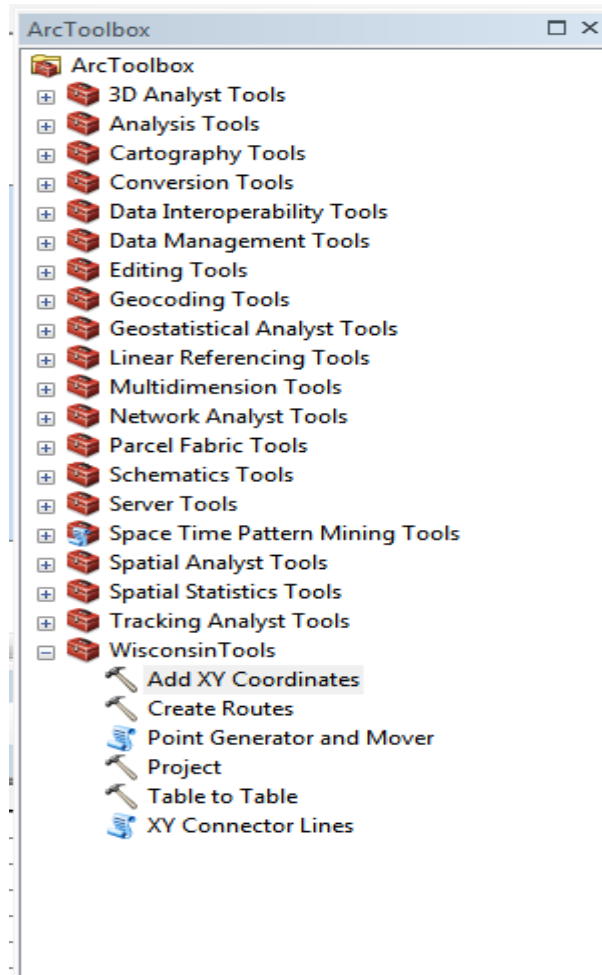 ArcToolbox
ArcToolbox
3D Analyst Tools
Analysis Tools
Cartography Tools
Conversion Tools
Data Interoperability Tools
Data Management Tools
Editing Tools
Geocoding Tools
Geostatistical Analyst Tools
Linear Referencing Tools
Multidimension Tools
Network Analyst Tools
Parcel Fabric Tools
Schematics Tools
Server Tools
Space Time Pattern Mining Tools
Spatial Analyst Tools
Spatial Statistics Tools
Tracking Analyst Tools
WisconsinTools
Add XY Coordinates
Create Routes
Point Generator and Mover
Project
Table to Table
XY Connector Lines